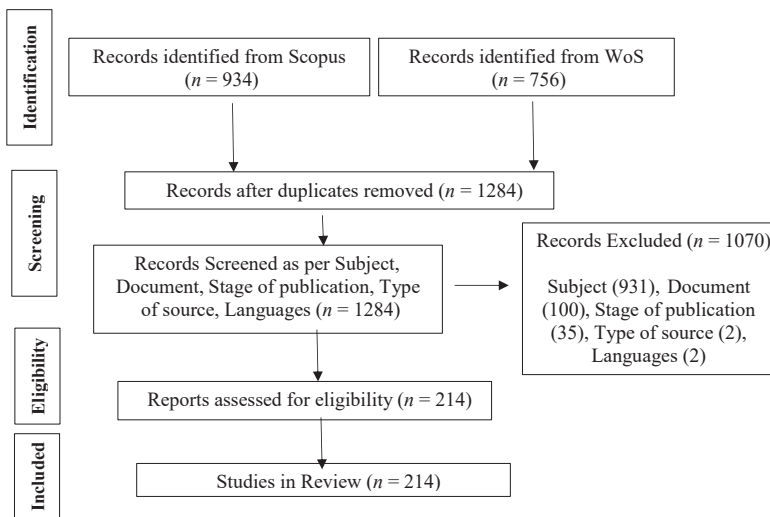 Identification
Records identified from Scopus
(n = 934)
Records identified from WoS
(n = 756)
Screening
Records after duplicates removed (n = 1284)
Records Screened as per Subject,
Document, Stage of publication, Type
of source, Languages (n = 1284)
Records Excluded (n = 1070)
Subject (931), Document
(100), Stage of publication
(35), Type of source (2),
Languages (2)
Eligibility
Reports assessed for eligibility (n = 214)
Included
Studies in Review (n = 214)